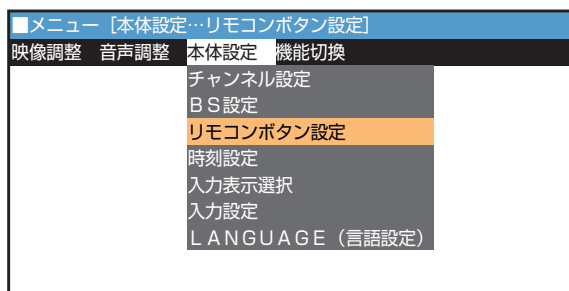 ■メニュー［本体設定…リモコンボタン設定］
映像調整 音声調整 本体設定 機能切換
チャンネル設定
ＢＳ設定
リモコンボタン設定
時刻設定
入力表示選択
入力設定
ＬＡＮＧＵＡＧＥ（言語設定）